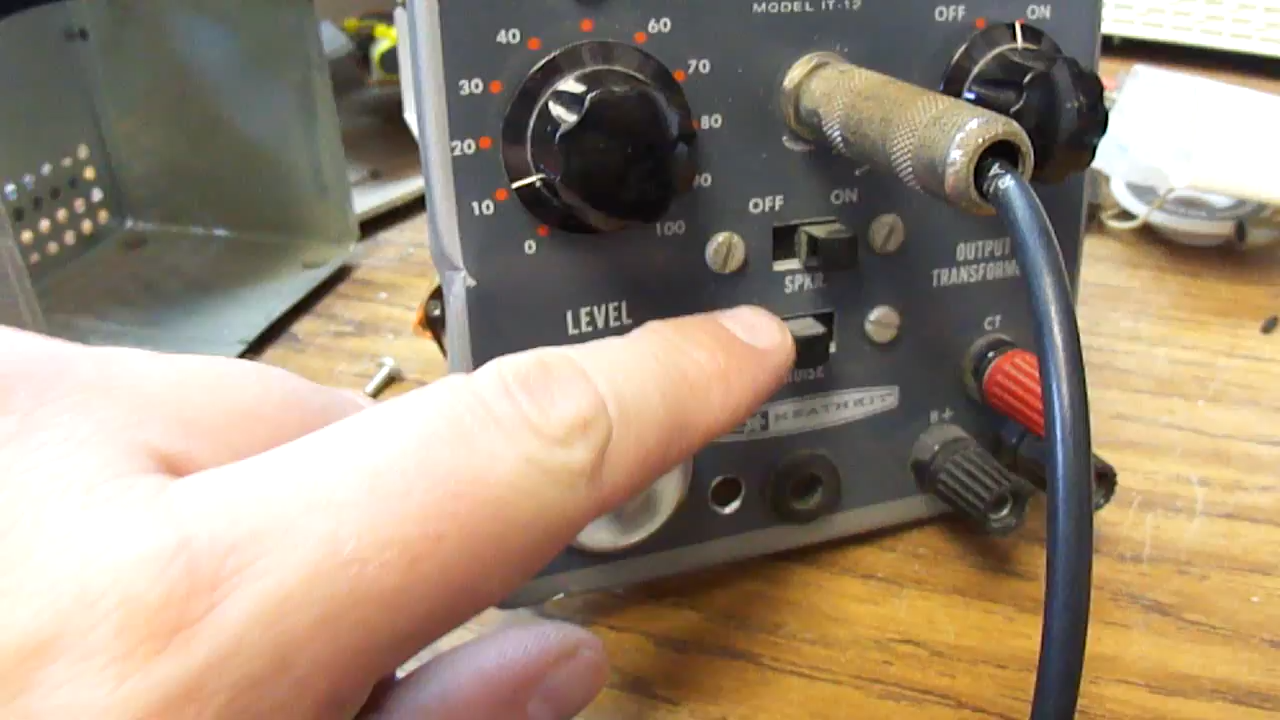 MODEL IT-12
OFF ON
40 60
30 70
20 80
10
0 100
OFF ON
SPKR.
LEVEL
OUTPUT
CT
B+
HEATHKIT